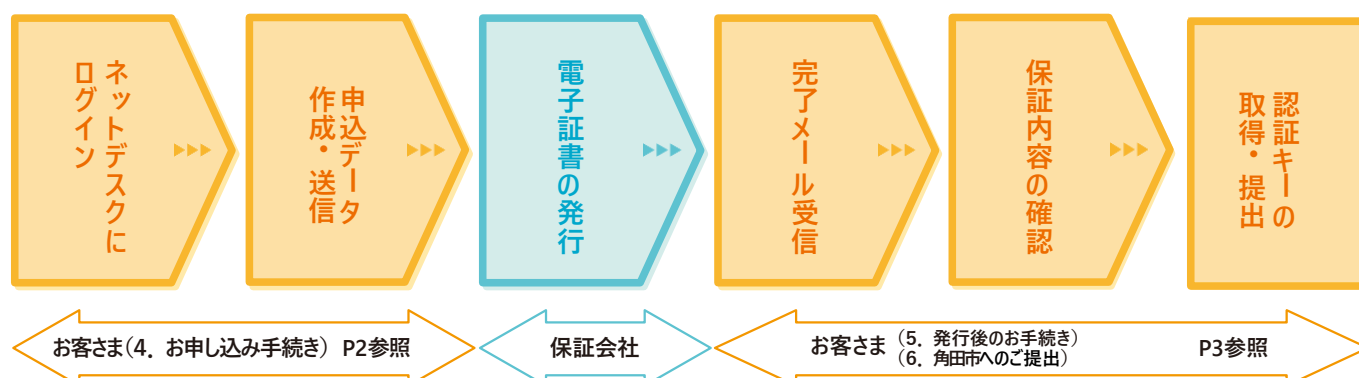 ネットデスクに
ログイン
申込データ
作成・送信
電子証書の発行
完了メール受信
保証内容の確認
認証キーの
取得・提出
お客さま(4．お申し込み手続き) P2参照
保証会社
お客さま (5．発行後のお手続き)
(6．角田市へのご提出)
P3参照